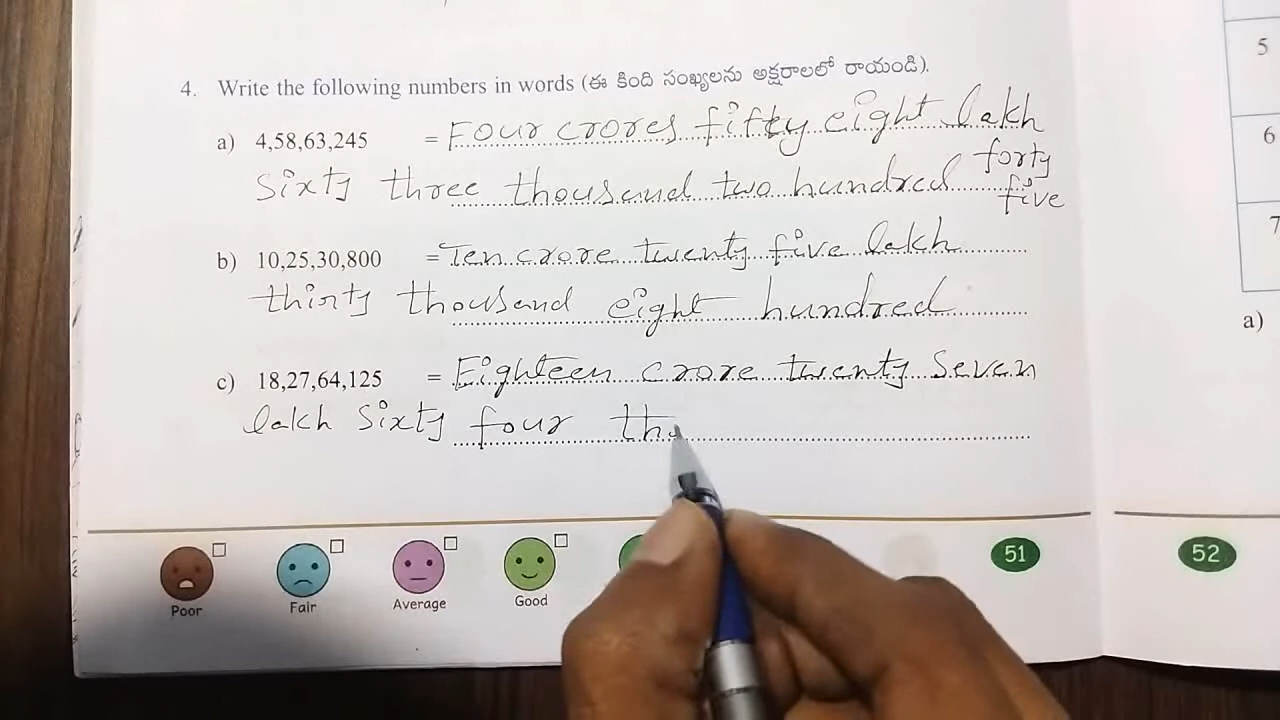 4. Write the following numbers in words (ఈ కింది సంఖ్యలను అక్షరాలలో రాయండి).
a) 4,58,63,245 = Four crores, fifty eight lakh
sixty three thousand two hundred forty
five
b) 10,25,30,800 = Ten crore twenty five lakh
thirty thousand eight hundred
c) 18,27,64,125 = Eighteen crore twenty seven
lakh sixty four tho
Poor Fair Average Good
51
52
5
6
7
a)